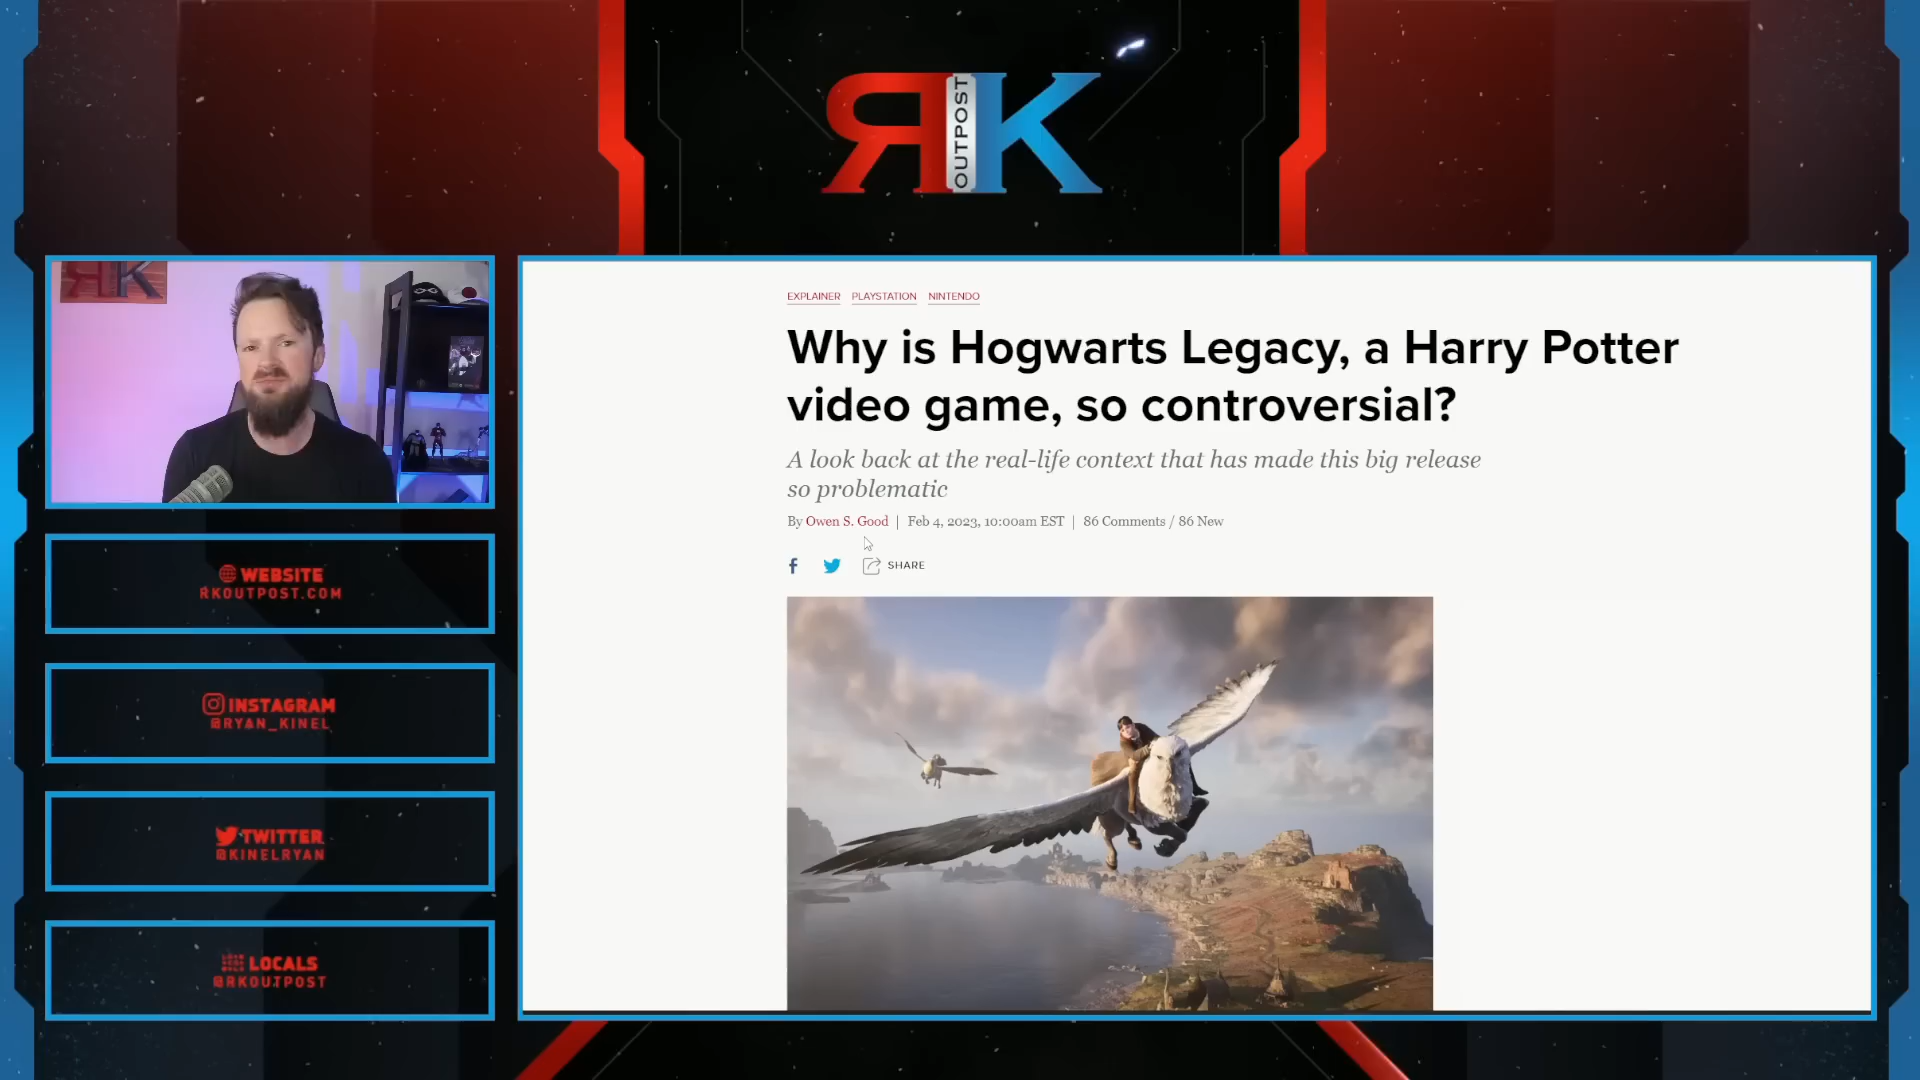 RK
OUTPOST
RK
WEBSITE
RKOUTPOST.COM
INSTAGRAM
@RYAN_KINEL
TWITTER
@KINELRYAN
LOCALS
@RKOUTPOST
EXPLAINER PLAYSTATION NINTENDO
Why is Hogwarts Legacy, a Harry Potter
video game, so controversial?
A look back at the real-life context that has made this big release
so problematic
By Owen S. Good | Feb 4, 2023, 10:00am EST | 86 Comments / 86 New
f SHARE